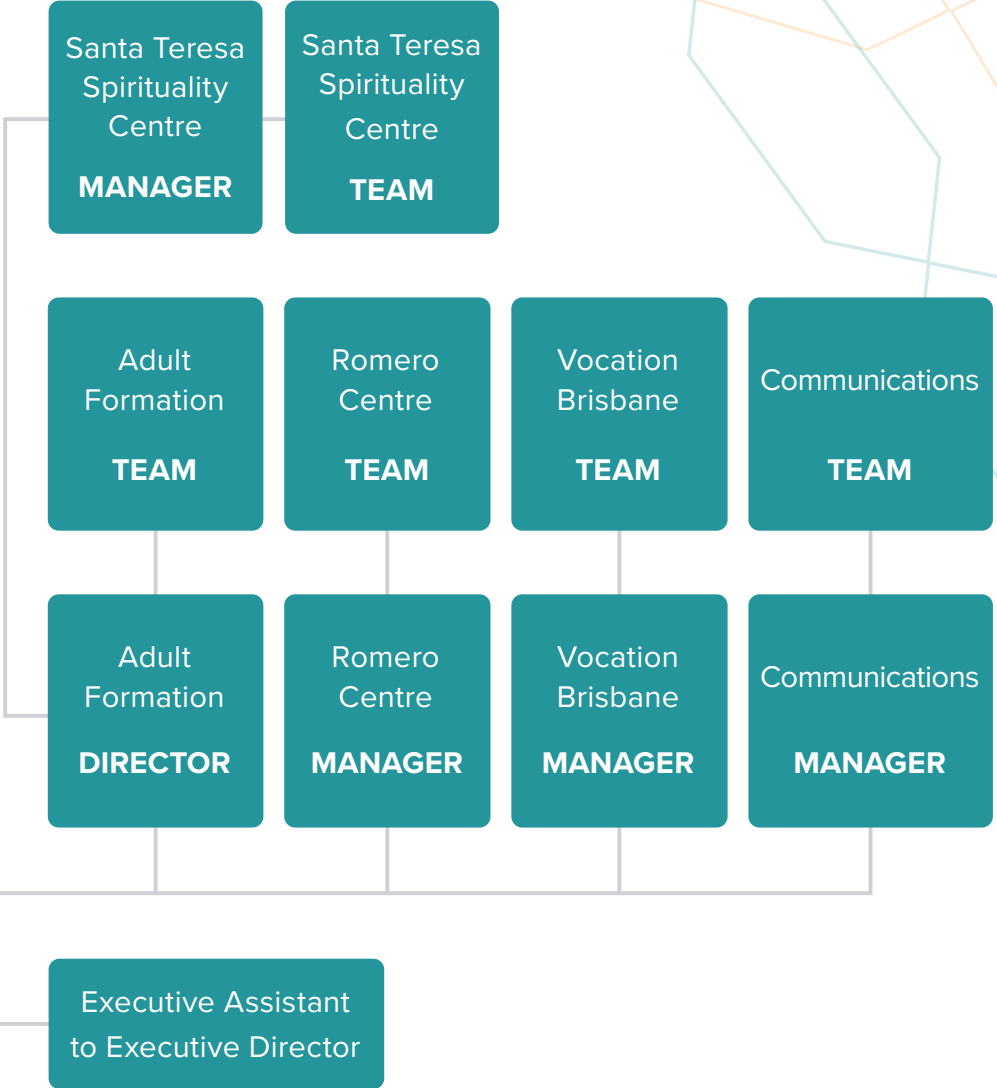 Santa Teresa
Spirituality
Centre
MANAGER
Santa Teresa
Spirituality
Centre
TEAM
Adult
Formation
TEAM
Romero
Centre
TEAM
Vocation
Brisbane
TEAM
Communications
TEAM
Adult
Formation
DIRECTOR
Romero
Centre
MANAGER
Vocation
Brisbane
MANAGER
Communications
MANAGER
Executive Assistant
to Executive Director